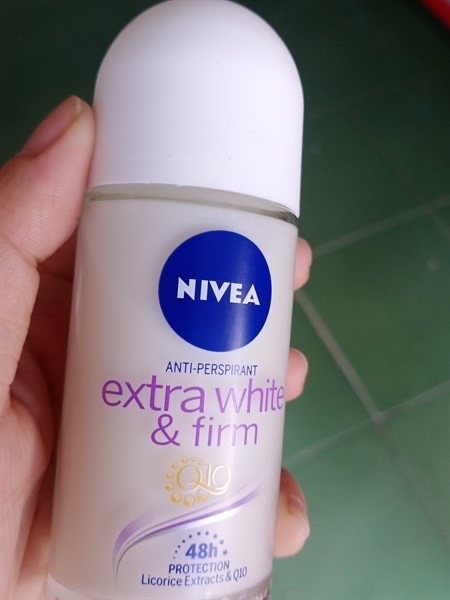 NIVEA
ANTI-PERSPIRANT
extra white
& firm
Q10
48h
PROTECTION
Licorice Extracts & Q10